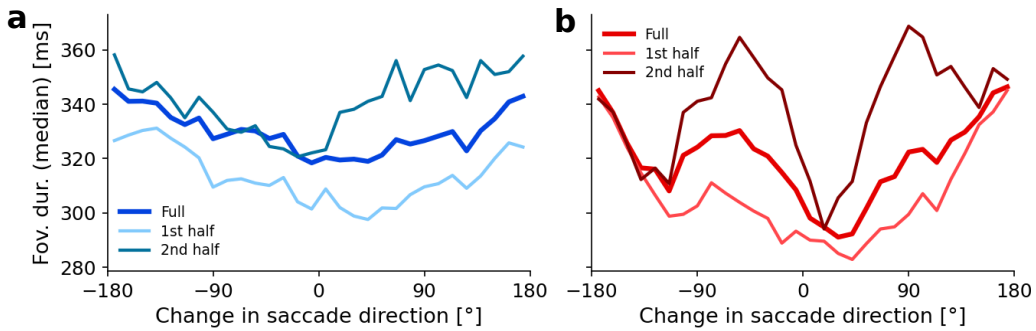 a
Fov. dur. (median) [ms]
360
340
320
300
280
Full
1st half
2nd half
−180
−90
0
90
180
Change in saccade direction [°]
b
Full
1st half
2nd half
−180
−90
0
90
180
Change in saccade direction [°]